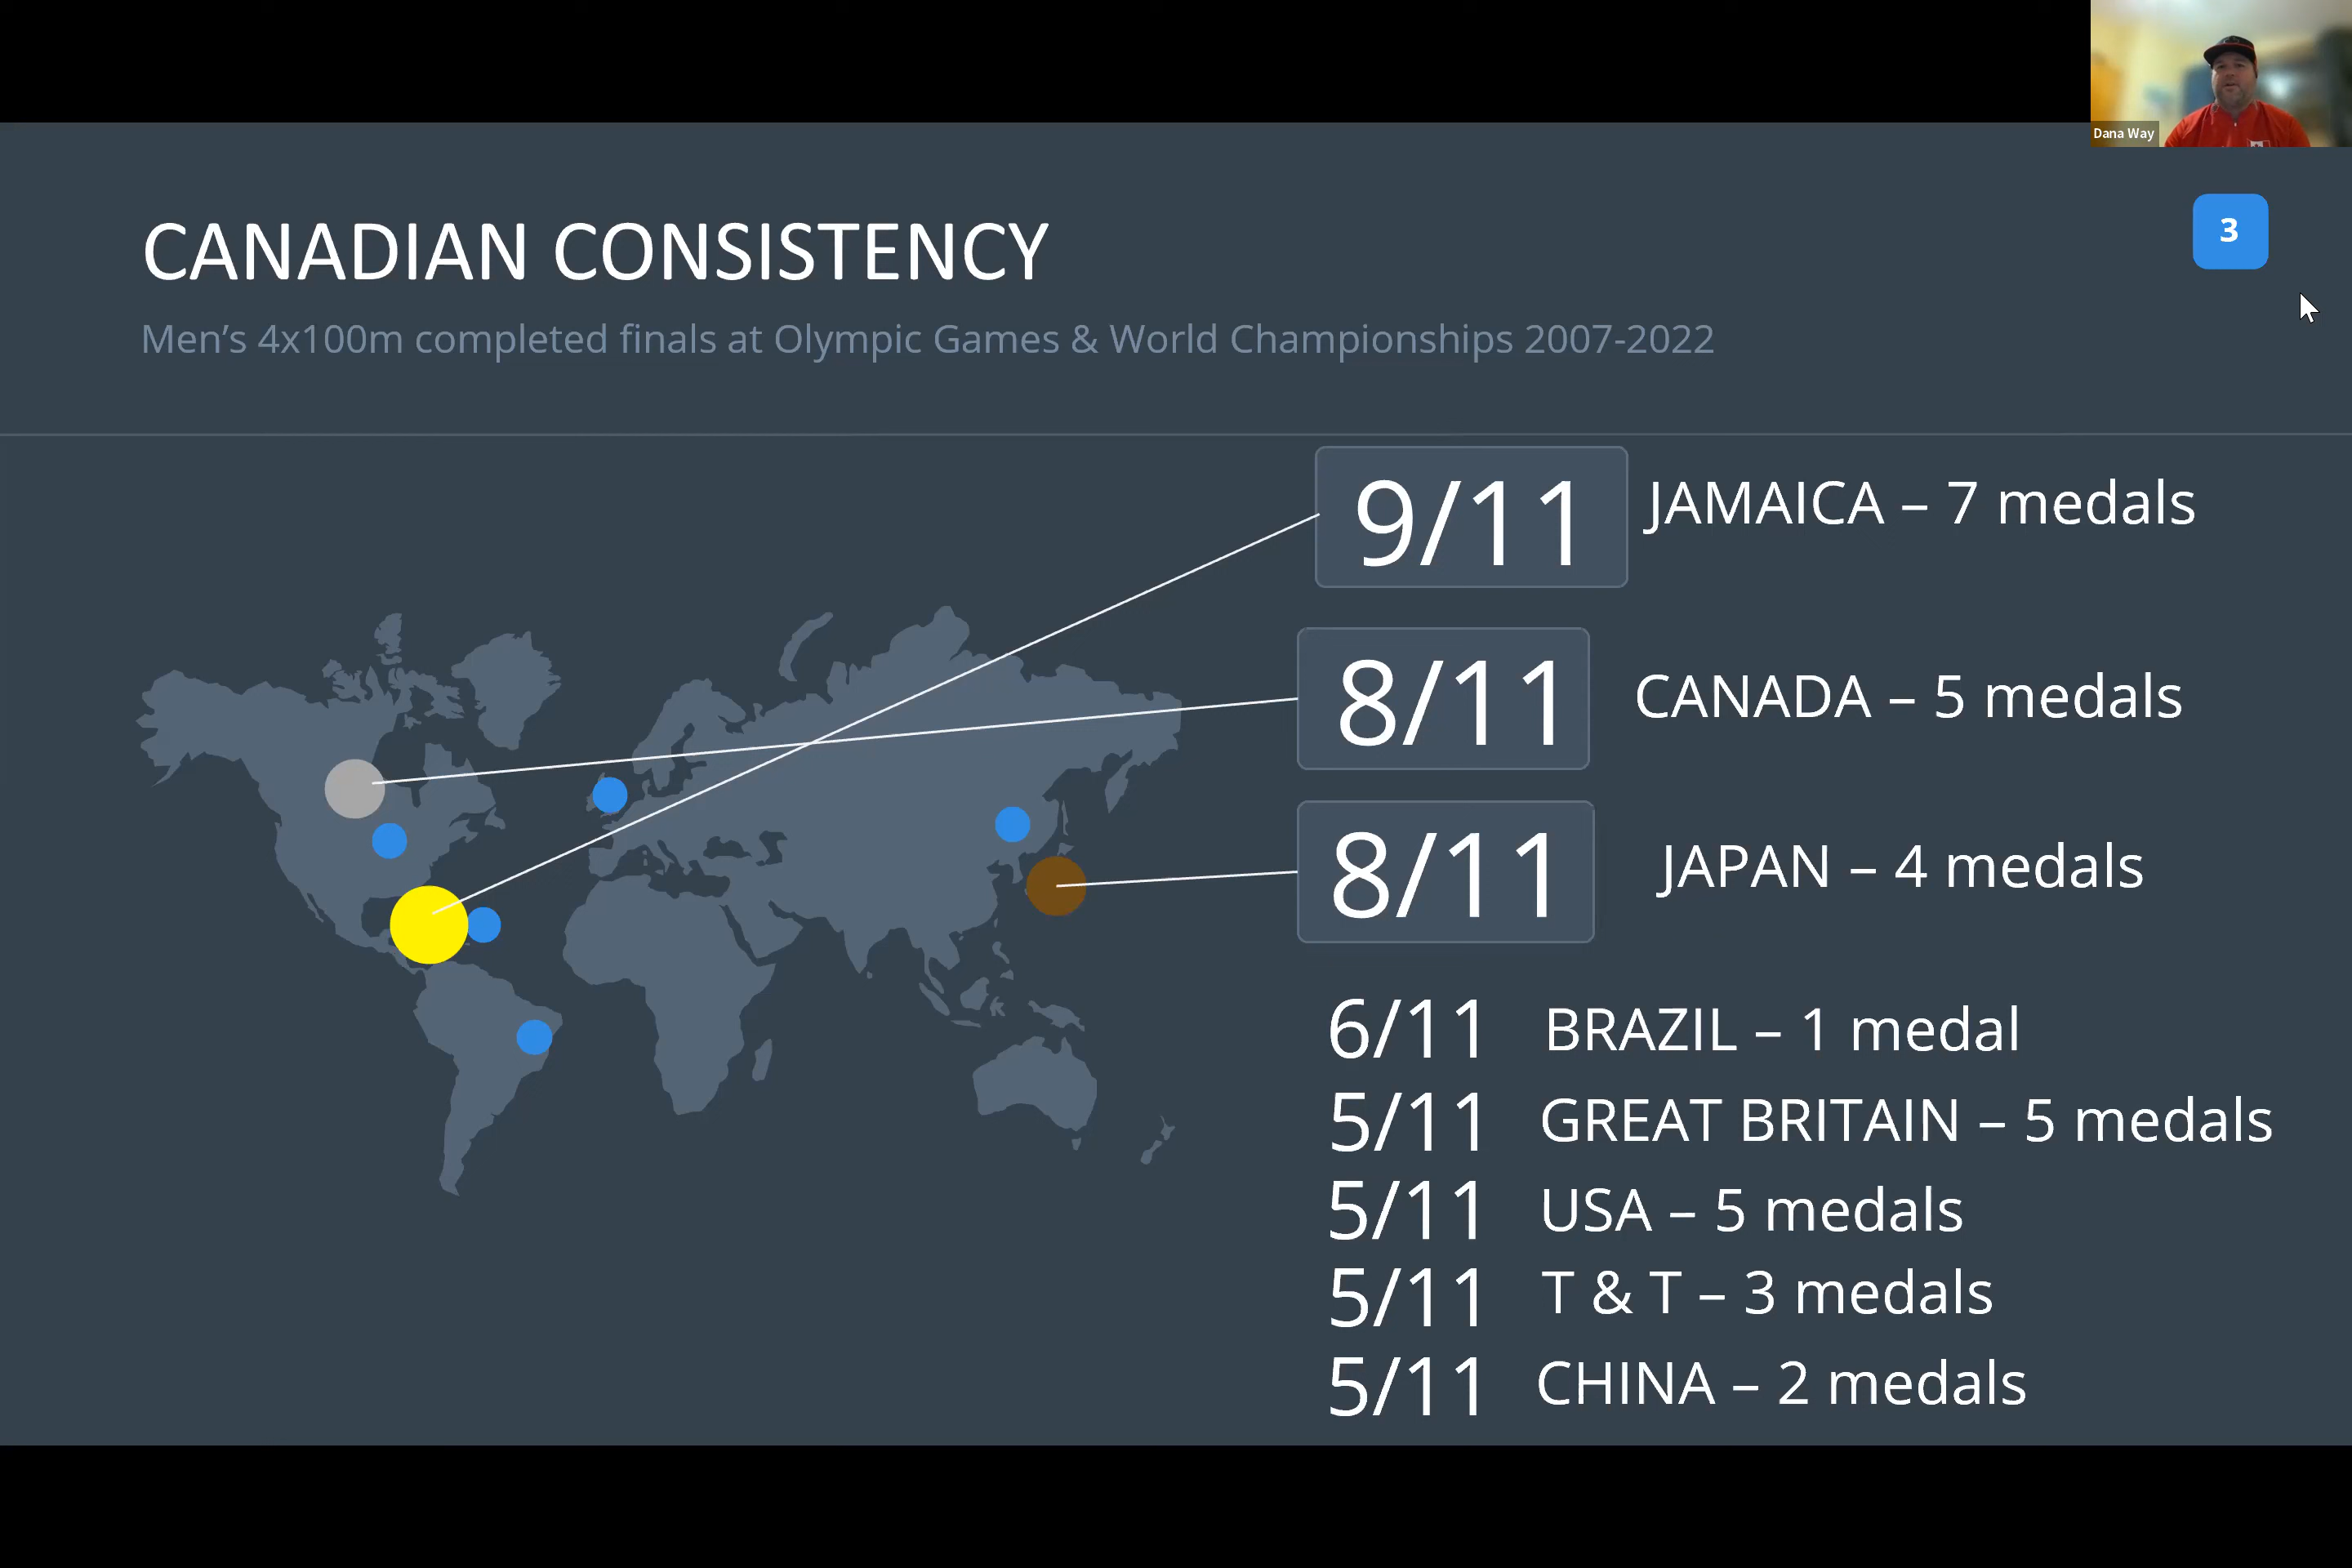 Dana Way
CANADIAN CONSISTENCY
3
Men’s 4x100m completed finals at Olympic Games & World Championships 2007-2022
9/11 JAMAICA – 7 medals
8/11 CANADA – 5 medals
8/11 JAPAN – 4 medals
6/11 BRAZIL – 1 medal
5/11 GREAT BRITAIN – 5 medals
5/11 USA – 5 medals
5/11 T & T – 3 medals
5/11 CHINA – 2 medals